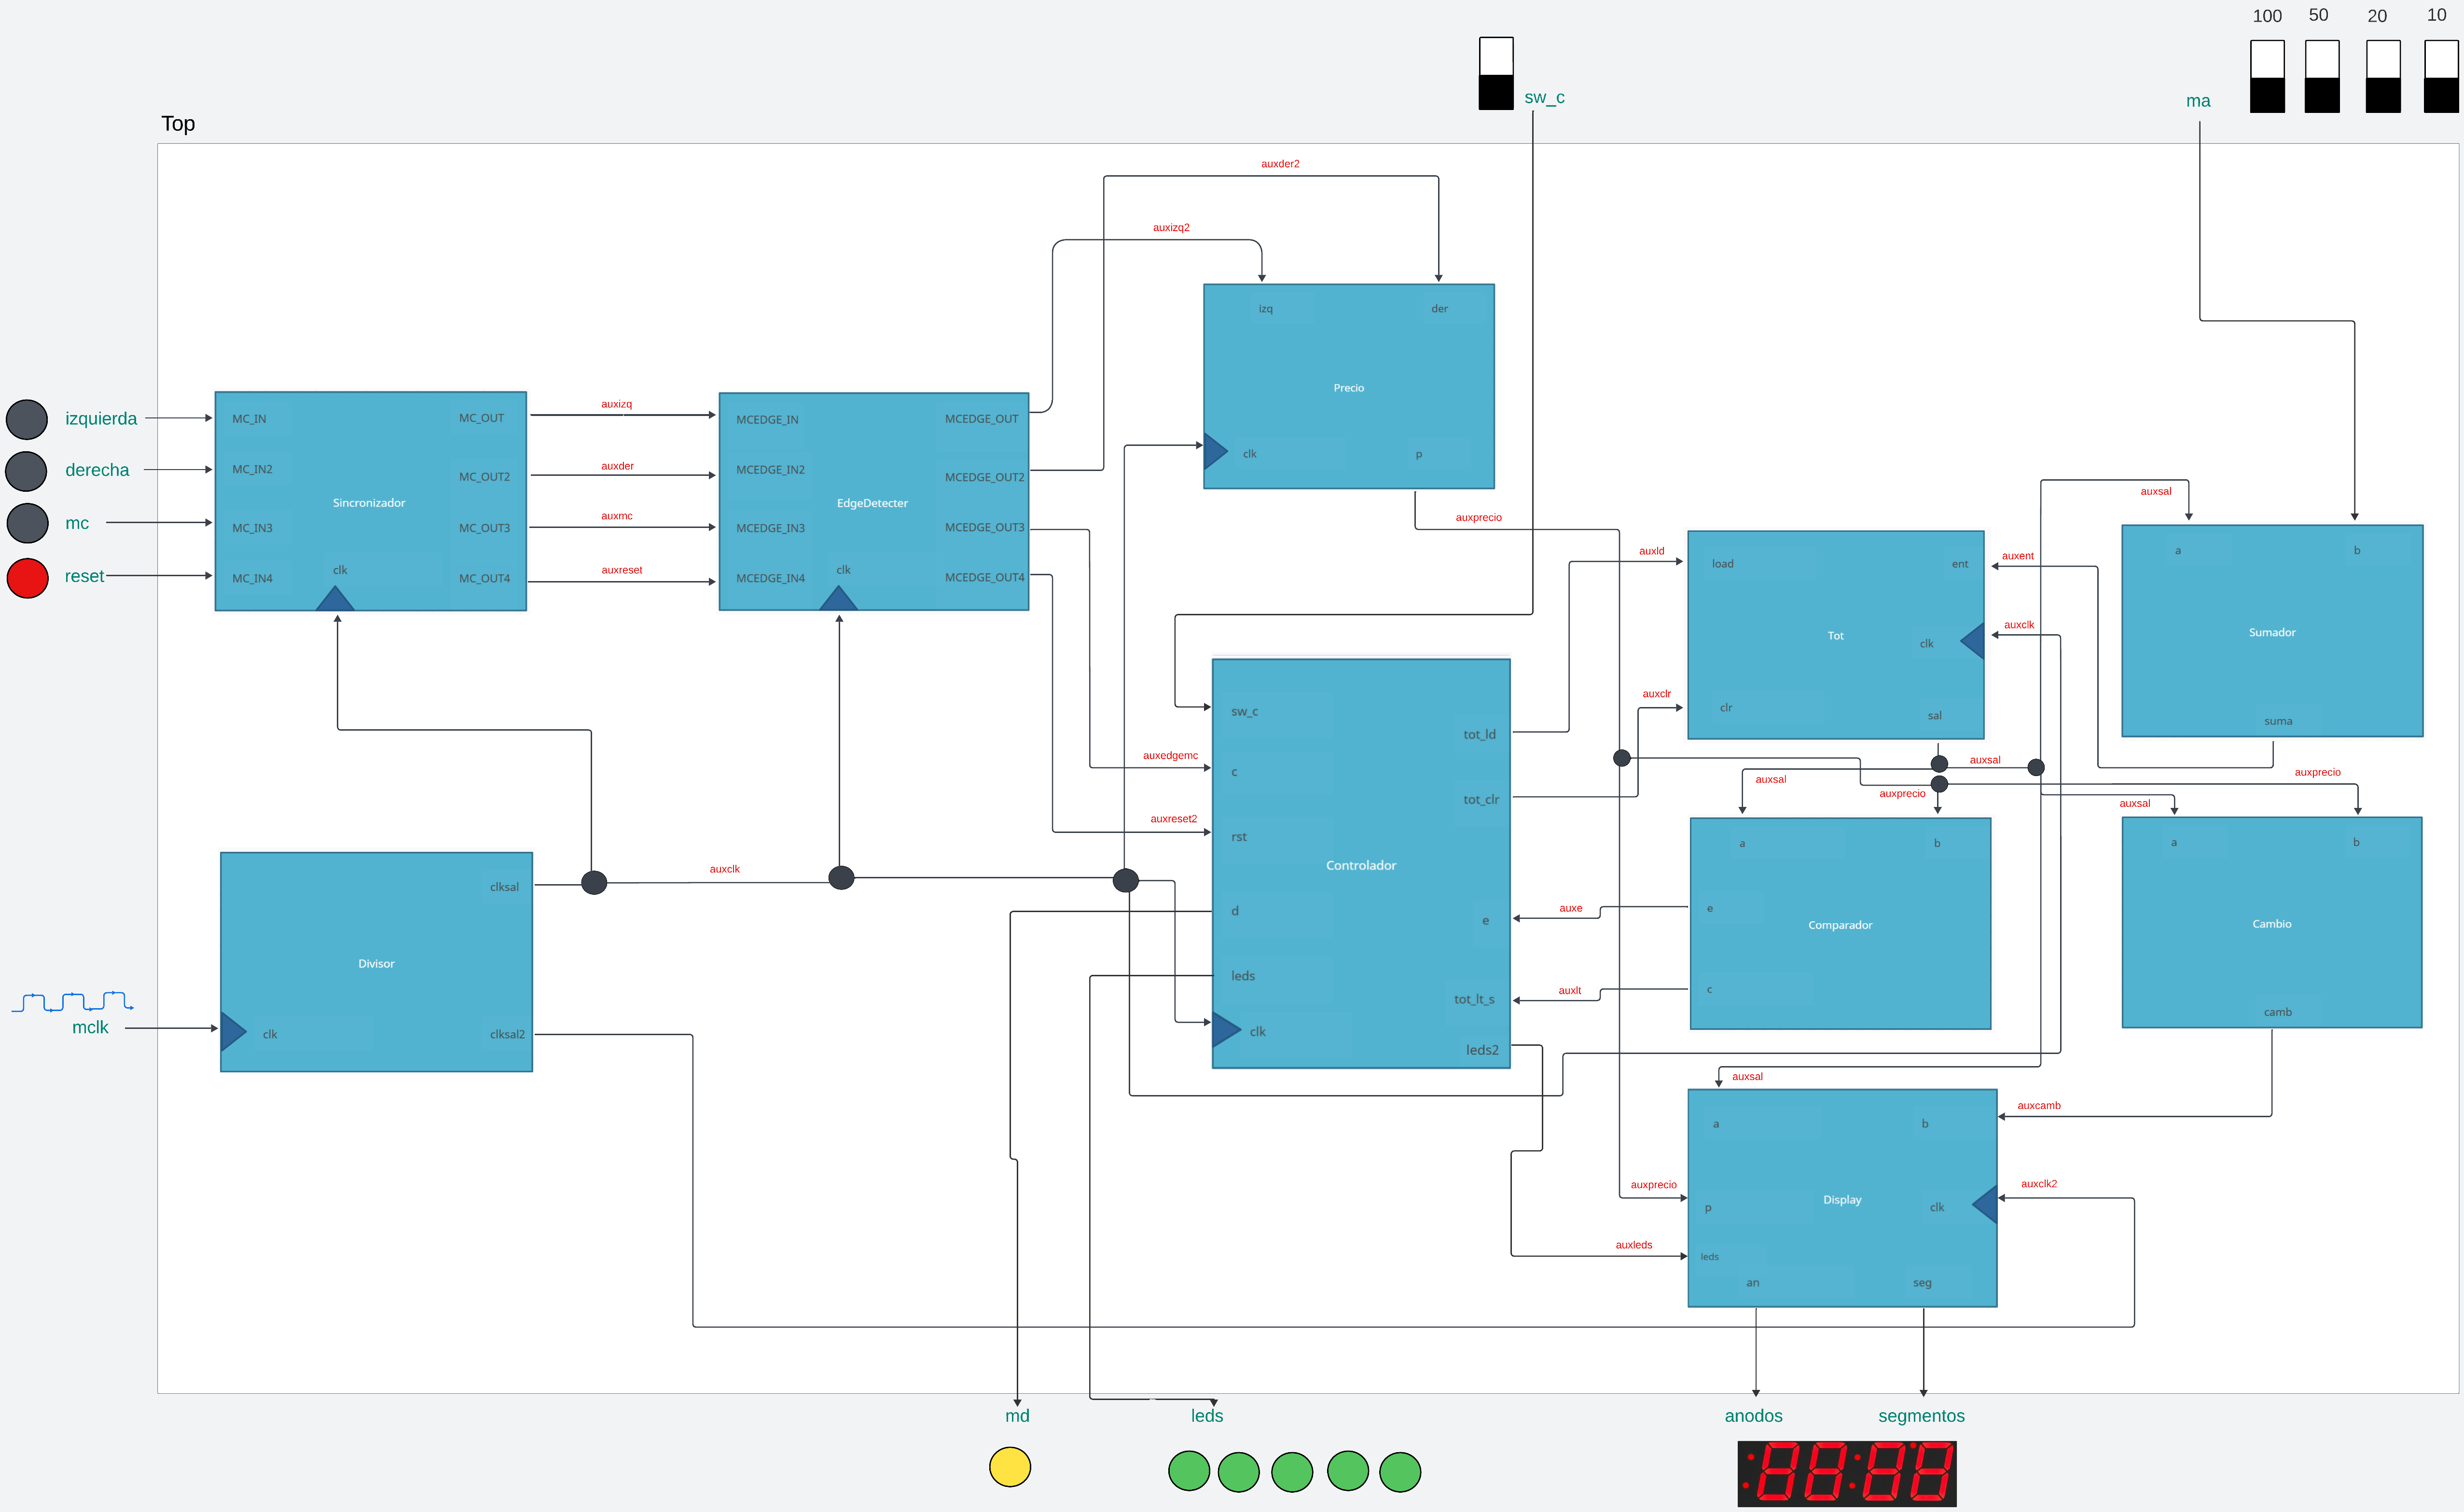 100
50
20
10
sw_c
ma
Top
auxder2
auxizq2
izq
der
Precio
clk
p
auxprecio
izquierda
derecha
mc
reset
MC_IN
MC_IN2
MC_IN3
MC_IN4
Sincronizador
clk
MC_OUT
MC_OUT2
MC_OUT3
MC_OUT4
auxizq
auxder
auxmc
auxreset
MCEDGE_IN
MCEDGE_IN2
MCEDGE_IN3
MCEDGE_IN4
EdgeDetecter
clk
MCEDGE_OUT
MCEDGE_OUT2
MCEDGE_OUT3
MCEDGE_OUT4
auxld
auxclr
load
ent
Tot
clk
clr
sal
auxent
auxclk
auxsal
a
b
Sumador
suma
auxsal
auxsal
auxprecio
auxsal
auxprecio
auxedgemc
auxreset2
sw_c
c
rst
d
leds
clk
Controlador
tot_ld
tot_clr
e
tot_lt_s
leds2
auxe
auxlt
a
b
Comparador
e
c
a
b
Cambio
camb
auxclk
clksal
Divisor
clk
clksal2
mclk
auxsal
auxcamb
auxclk2
auxprecio
auxleds
a
b
Display
p
clk
leds
an
seg
md
leds
anodos
segmentos
88:88